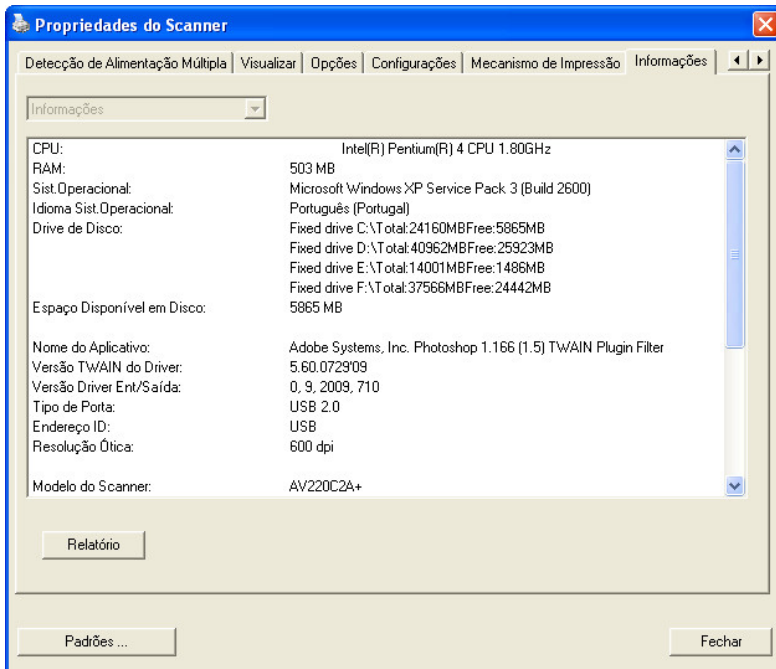 Propriedades do Scanner
Detecção de Alimentação Múltipla Visualizar Opções Configurações Mecanismo de Impressão Informações
Informações
CPU: Intel(R) Pentium(R) 4 CPU 1.80GHz
RAM: 503 MB
Sist.Operacional: Microsoft Windows XP Service Pack 3 (Build 2600)
Idioma Sist.Operacional: Português (Portugal)
Drive de Disco: Fixed drive C:\Total:24160MBFree:5865MB
Fixed drive D:\Total:40962MBFree:25923MB
Fixed drive E:\Total:14001MBFree:1486MB
Fixed drive F:\Total:37566MBFree:24442MB
Espaço Disponível em Disco: 5865 MB
Nome do Aplicativo: Adobe Systems, Inc. Photoshop 1.166 (1.5) TWAIN Plugin Filter
Versão TWAIN do Driver: 5.60.0729'09
Versão Driver Ent/Saída: 0, 9, 2009, 710
Tipo de Porta: USB 2.0
Endereço ID: USB
Resolução Ótica: 600 dpi
Modelo do Scanner: AV220C2A+
Relatório
Padrões ... Fechar